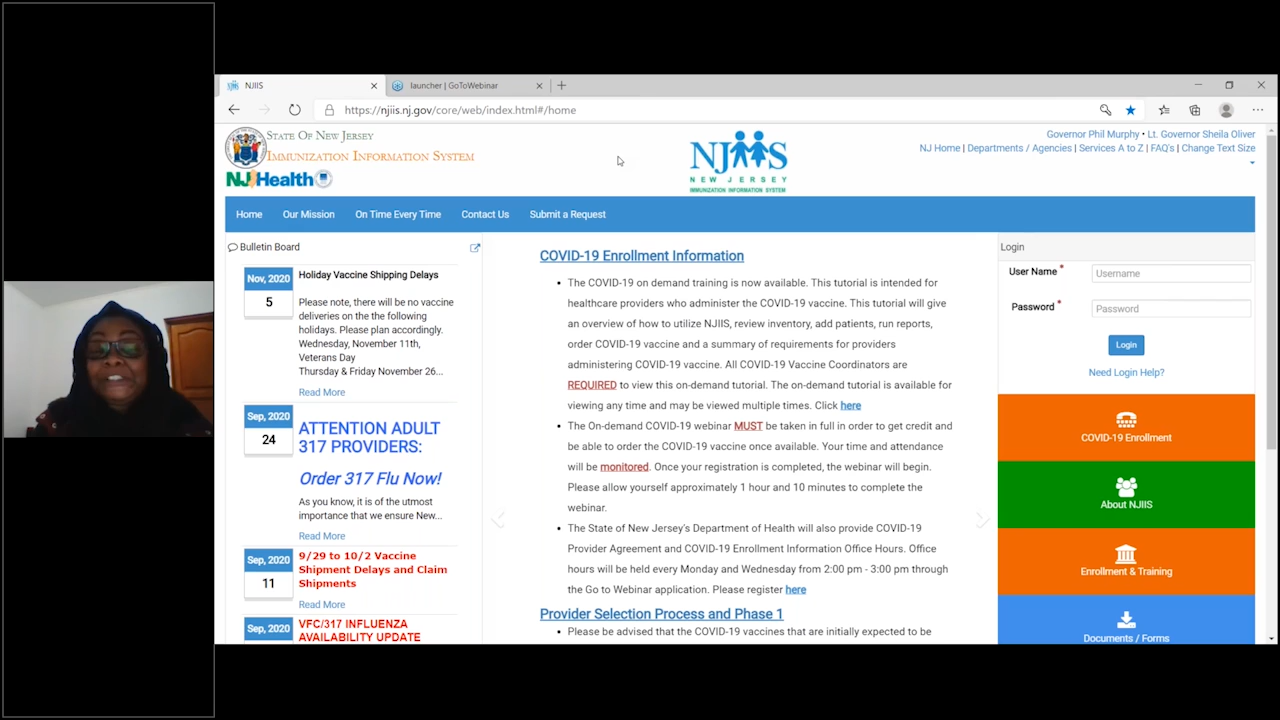 NJIIS
launcher | GoToWebinar
https://njiis.nj.gov/core/web/index.html#/home
STATE OF NEW JERSEY
IMMUNIZATION INFORMATION SYSTEM
NJHealth
NJIIS
NEW JERSEY
IMMUNIZATION INFORMATION SYSTEM
Governor Phil Murphy • Lt. Governor Sheila Oliver
NJ Home | Departments / Agencies | Services A to Z | FAQ's | Change Text Size
Home
Our Mission
On Time Every Time
Contact Us
Submit a Request
Bulletin Board
Nov, 2020
5
Holiday Vaccine Shipping Delays
Please note, there will be no vaccine
deliveries on the the following
holidays. Please plan accordingly.
Wednesday, November 11th,
Veterans Day
Thursday & Friday November 26...
Read More
Sep, 2020
24
ATTENTION ADULT
317 PROVIDERS:
Order 317 Flu Now!
As you know, it is of the utmost
importance that we ensure New...
Read More
Sep, 2020
11
9/29 to 10/2 Vaccine
Shipment Delays and Claim
Shipments
Read More
Sep, 2020
VFC/317 INFLUENZA
AVAILABILITY UPDATE
COVID-19 Enrollment Information
• The COVID-19 on demand training is now available. This tutorial is intended for
healthcare providers who administer the COVID-19 vaccine. This tutorial will give
an overview of how to utilize NJIIS, review inventory, add patients, run reports,
order COVID-19 vaccine and a summary of requirements for providers
administering COVID-19 vaccine. All COVID-19 Vaccine Coordinators are
REQUIRED to view this on-demand tutorial. The on-demand tutorial is available for
viewing any time and may be viewed multiple times. Click here
• The On-demand COVID-19 webinar MUST be taken in full in order to get credit and
be able to order the COVID-19 vaccine once available. Your time and attendance
will be monitored. Once your registration is completed, the webinar will begin.
Please allow yourself approximately 1 hour and 10 minutes to complete the
webinar.
• The State of New Jersey's Department of Health will also provide COVID-19
Provider Agreement and COVID-19 Enrollment Information Office Hours. Office
hours will be held every Monday and Wednesday from 2:00 pm - 3:00 pm through
the Go to Webinar application. Please register here
Provider Selection Process and Phase 1
• Please be advised that the COVID-19 vaccines that are initially expected to be
Login
User Name *
Username
Password *
Password
Login
Need Login Help?
COVID-19 Enrollment
About NJIIS
Enrollment & Training
Documents / Forms